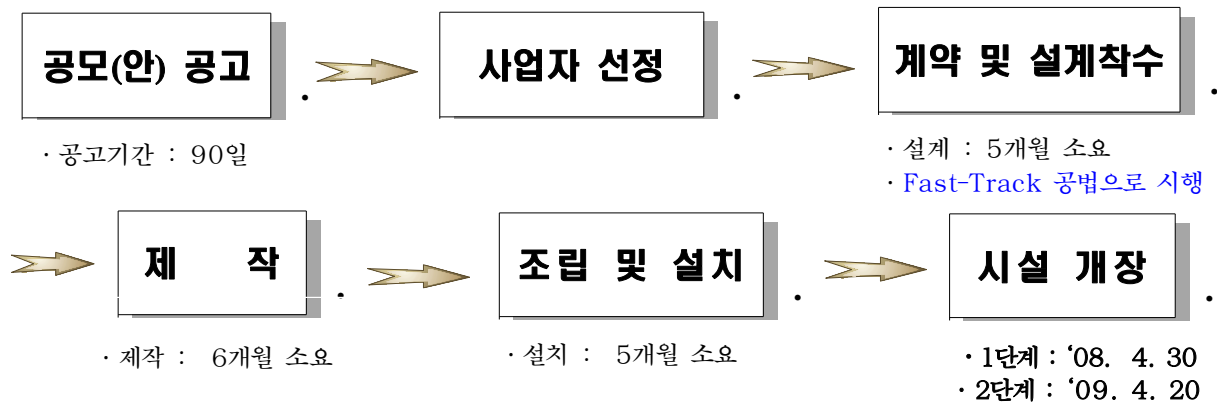 공모(안) 공고
사업자 선정
계약 및 설계착수
· 공고기간 : 90일
· 설계 : 5개월 소요
· Fast-Track 공법으로 시행
제 작
조립 및 설치
시설 개장
· 제작 : 6개월 소요
· 설치 : 5개월 소요
· 1단계 : ‘08. 4. 30
· 2단계 : ‘09. 4. 20